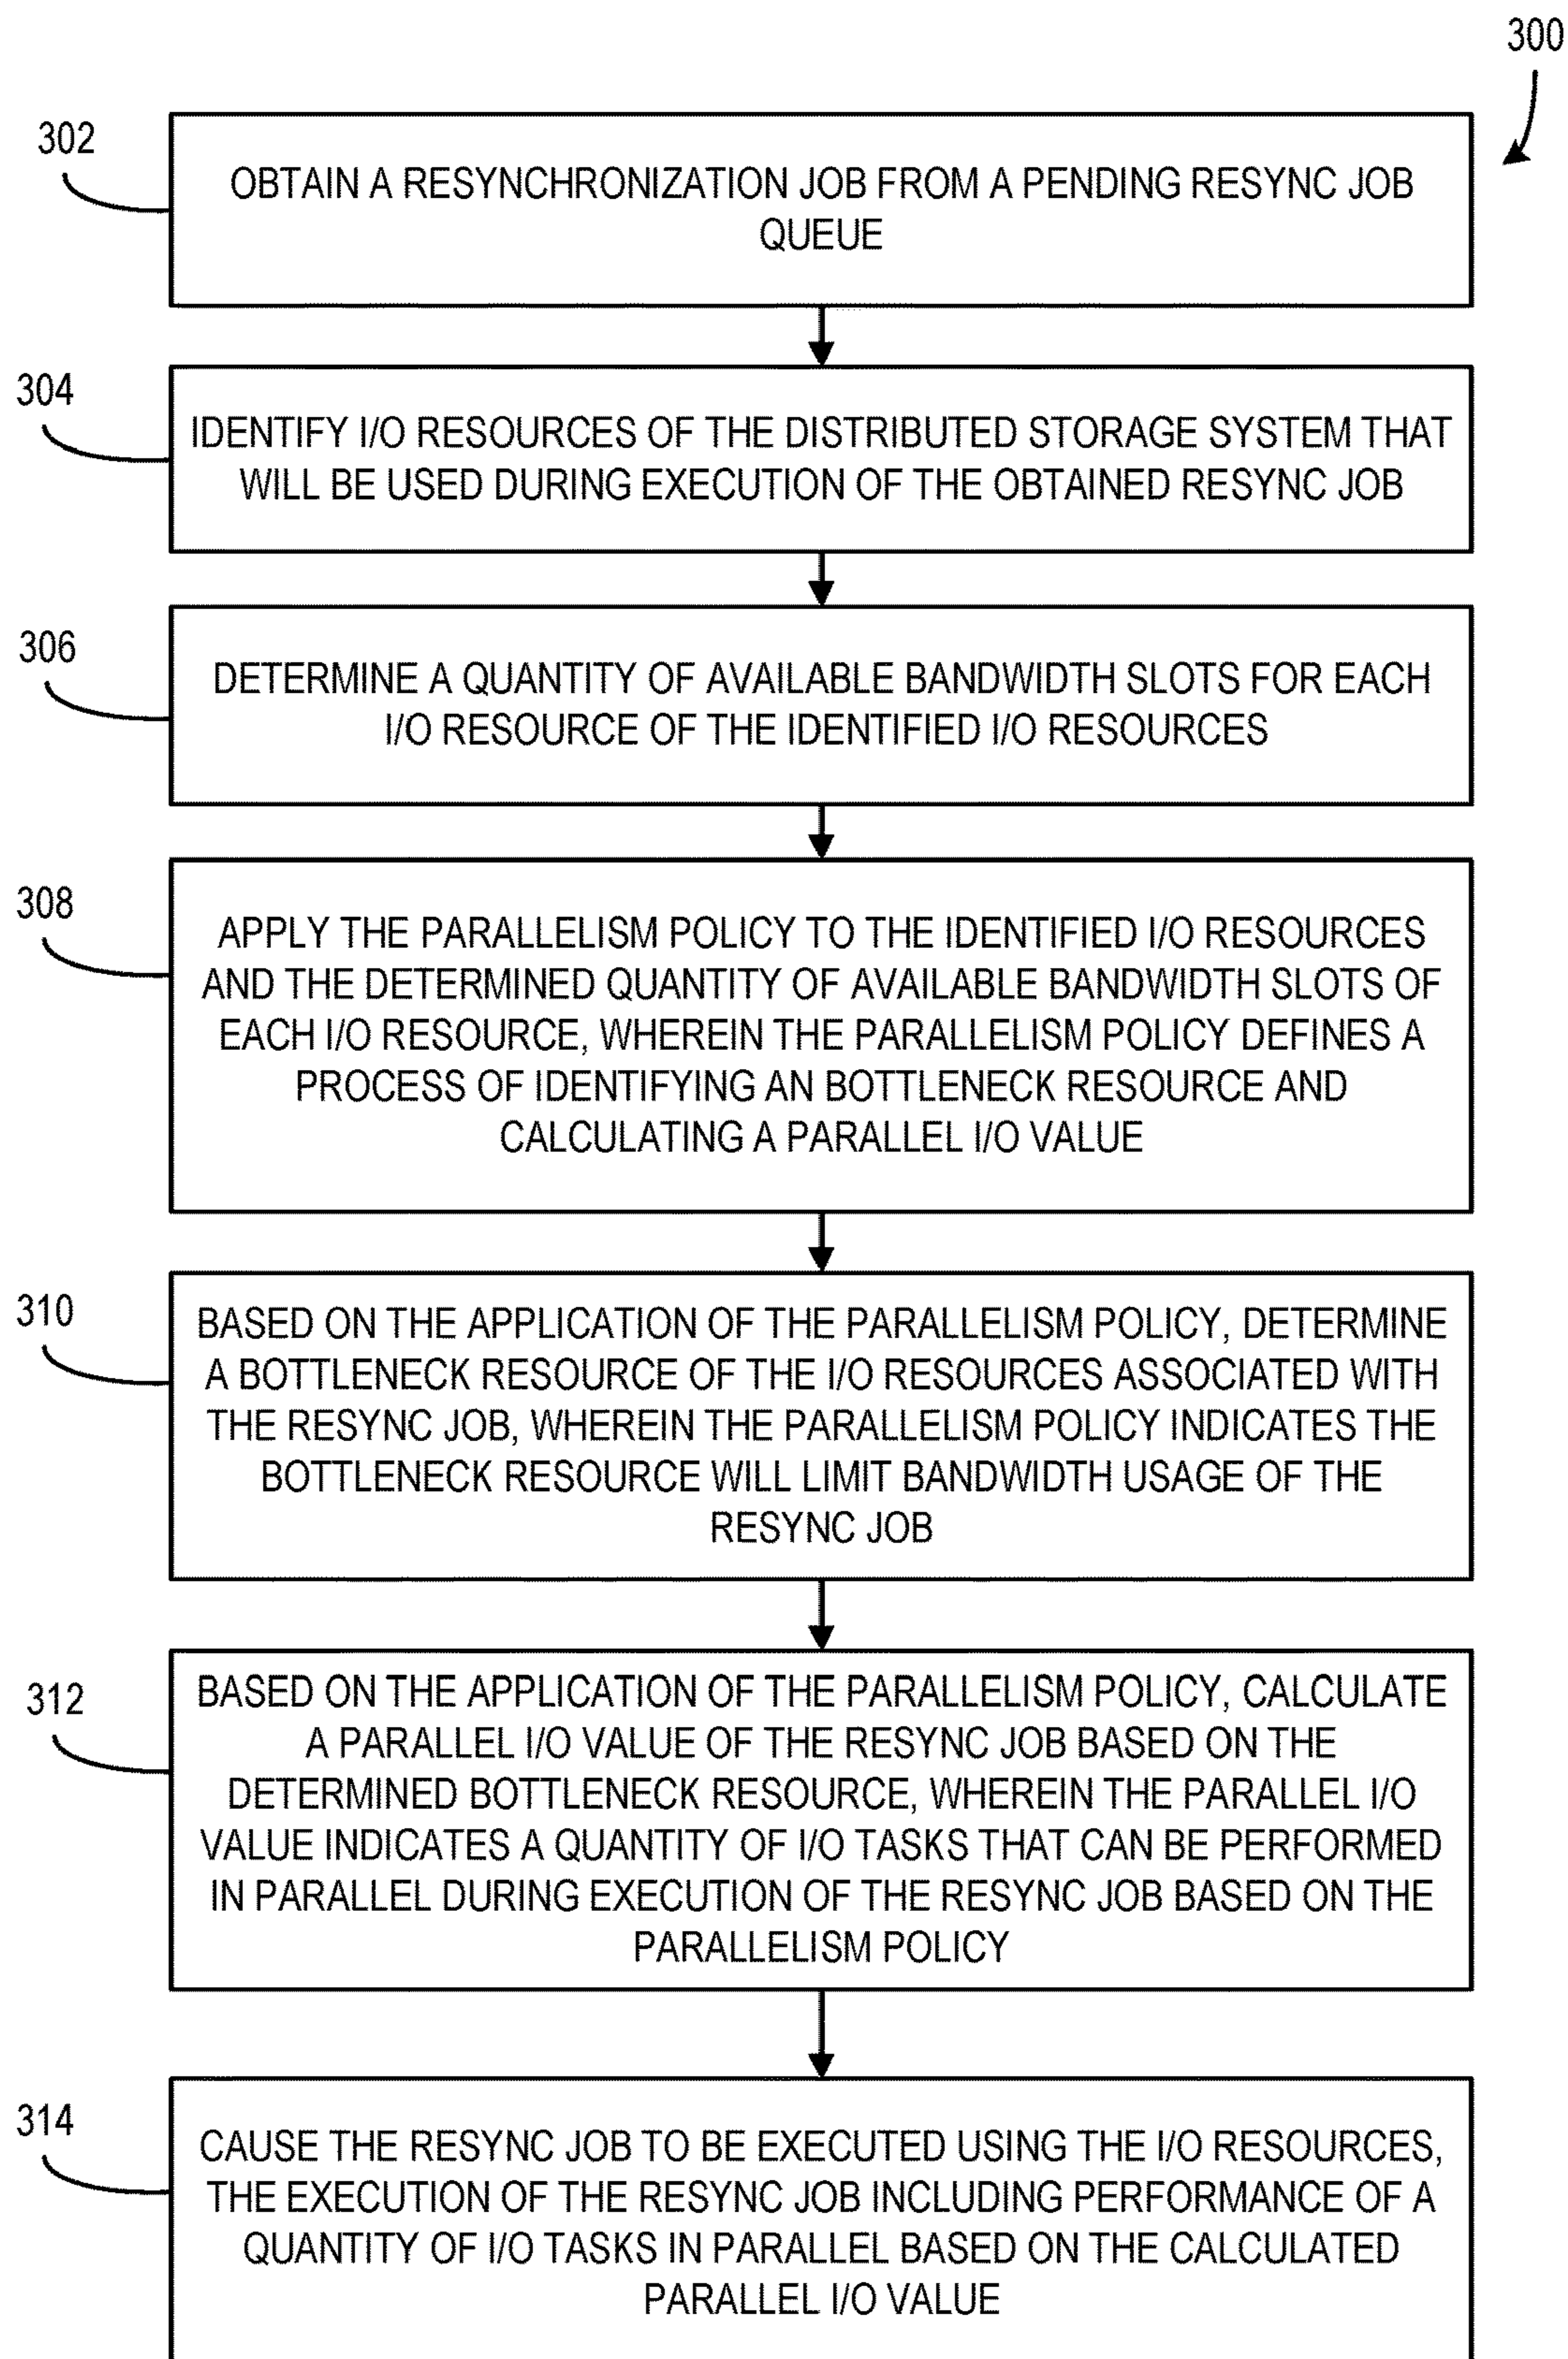 300
302
OBTAIN A RESYNCHRONIZATION JOB FROM A PENDING RESYNC JOB
QUEUE
304
IDENTIFY I/O RESOURCES OF THE DISTRIBUTED STORAGE SYSTEM THAT
WILL BE USED DURING EXECUTION OF THE OBTAINED RESYNC JOB
306
DETERMINE A QUANTITY OF AVAILABLE BANDWIDTH SLOTS FOR EACH
I/O RESOURCE OF THE IDENTIFIED I/O RESOURCES
308
APPLY THE PARALLELISM POLICY TO THE IDENTIFIED I/O RESOURCES
AND THE DETERMINED QUANTITY OF AVAILABLE BANDWIDTH SLOTS OF
EACH I/O RESOURCE, WHEREIN THE PARALLELISM POLICY DEFINES A
PROCESS OF IDENTIFYING AN BOTTLENECK RESOURCE AND
CALCULATING A PARALLEL I/O VALUE
310
BASED ON THE APPLICATION OF THE PARALLELISM POLICY, DETERMINE
A BOTTLENECK RESOURCE OF THE I/O RESOURCES ASSOCIATED WITH
THE RESYNC JOB, WHEREIN THE PARALLELISM POLICY INDICATES THE
BOTTLENECK RESOURCE WILL LIMIT BANDWIDTH USAGE OF THE
RESYNC JOB
312
BASED ON THE APPLICATION OF THE PARALLELISM POLICY, CALCULATE
A PARALLEL I/O VALUE OF THE RESYNC JOB BASED ON THE
DETERMINED BOTTLENECK RESOURCE, WHEREIN THE PARALLEL I/O
VALUE INDICATES A QUANTITY OF I/O TASKS THAT CAN BE PERFORMED
IN PARALLEL DURING EXECUTION OF THE RESYNC JOB BASED ON THE
PARALLELISM POLICY
314
CAUSE THE RESYNC JOB TO BE EXECUTED USING THE I/O RESOURCES,
THE EXECUTION OF THE RESYNC JOB INCLUDING PERFORMANCE OF A
QUANTITY OF I/O TASKS IN PARALLEL BASED ON THE CALCULATED
PARALLEL I/O VALUE